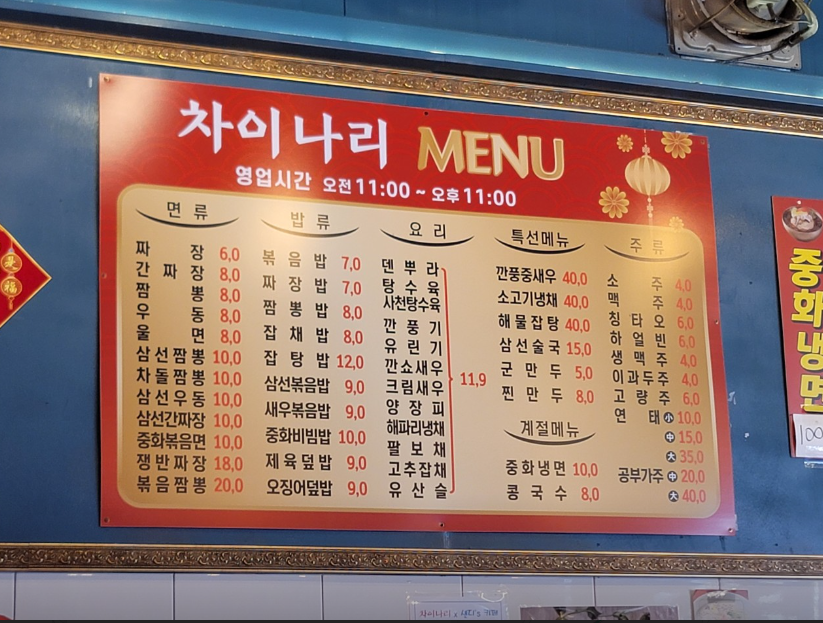 차이나리 MENU
영업시간 오전 11:00 ~ 오후 11:00
면류
짜장 6,0
간짜장 8,0
짬뽕 8,0
우동 8,0
울면 8,0
삼선짬뽕 10,0
차돌짬뽕 10,0
삼선우동 10,0
삼선간짜장 10,0
중화볶음면 10,0
쟁반짜장 18,0
볶음짬뽕 20,0
밥류
볶음밥 7,0
짜장밥 7,0
짬뽕밥 8,0
잡채밥 8,0
잡탕밥 12,0
삼선볶음밥 9,0
새우볶음밥 9,0
중화비빔밥 10,0
제육덮밥 9,0
오징어덮밥 9,0
요리
덴뿌라
탕수육
사천탕수육
깐풍기
유린기
깐쇼새우
크림새우
양장피
해파리냉채
팔보채
고추잡채
유산슬
11,9
특선메뉴
깐풍중새우 40,0
소고기냉채 40,0
해물잡탕 40,0
삼선술국 15,0
군만두 5,0
찐만두 8,0
계절메뉴
중화냉면 10,0
콩국수 8,0
주류
소주 4,0
맥주 4,0
칭타오 6,0
하얼빈 6,0
생맥주 4,0
이과두주 4,0
고량주 6,0
연태 小 10,0
中 15,0
大 35,0
공부가주 中 20,0
大 40,0
중화냉면
100
福
차이나리 x